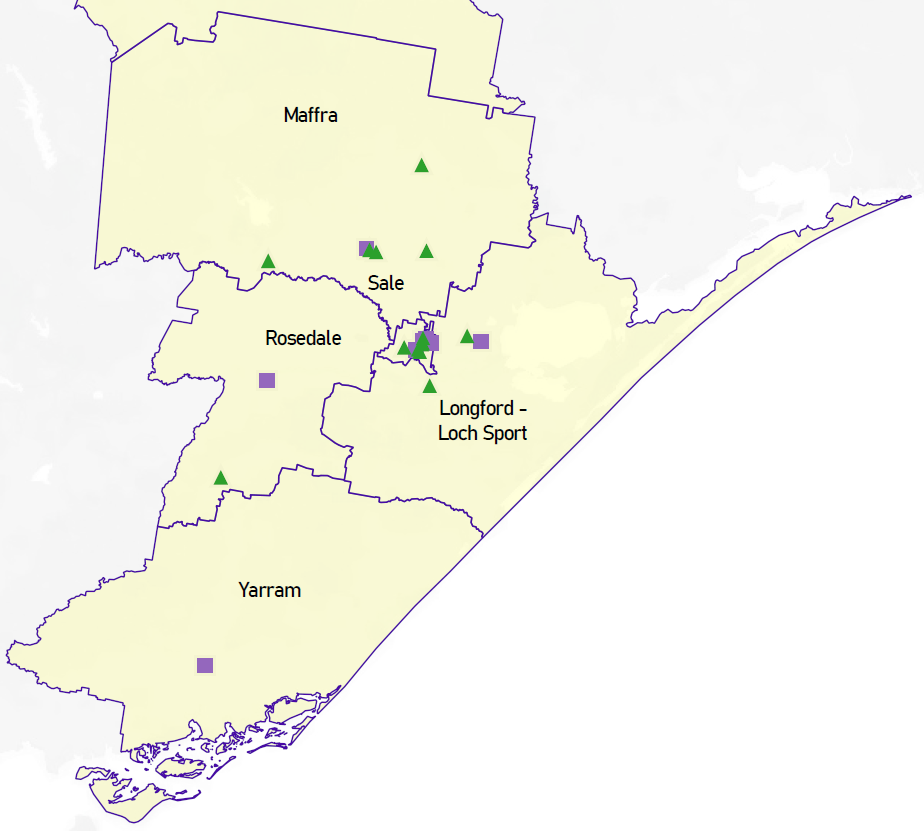 Maffra
Sale
Rosedale
Longford -
Loch Sport
Yarram